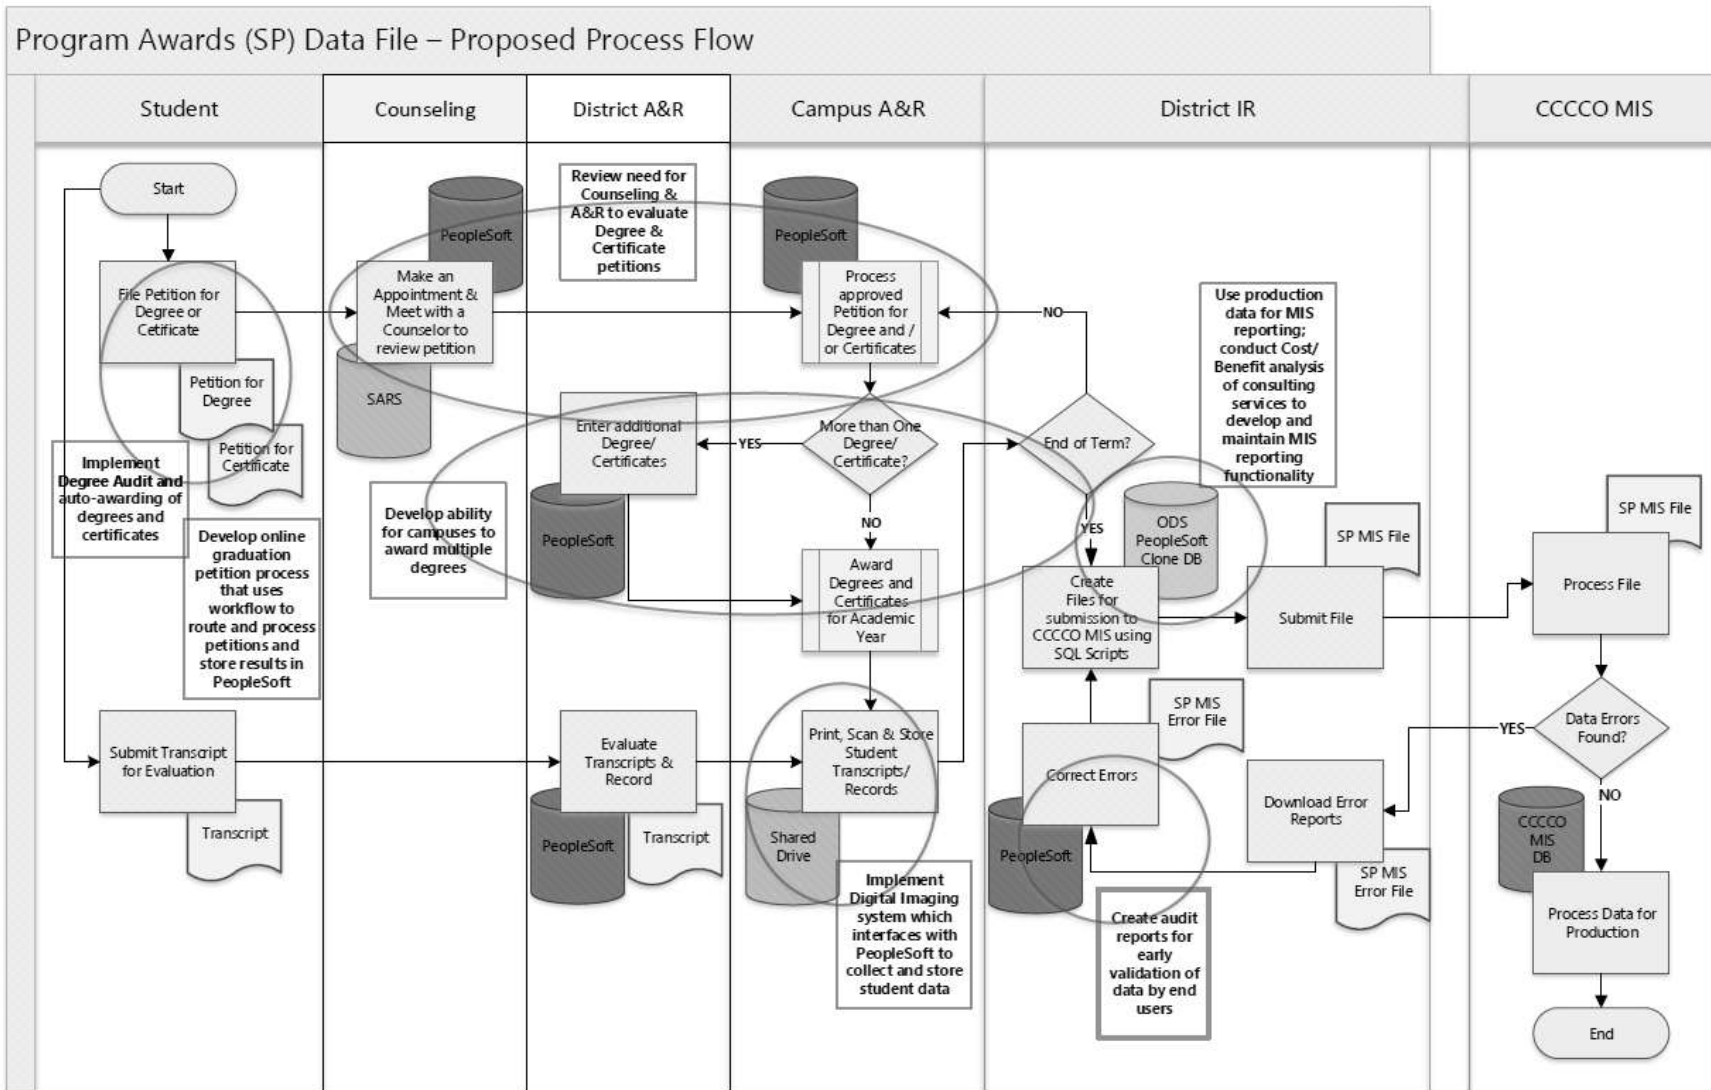 Program Awards (SP) Data File – Proposed Process Flow
Student
Counseling
District A&R
Campus A&R
District IR
CCCCO MIS
Start
File Petition for
Degree or
Cetificate
Petition for
Degree
Petition for
Certificate
Implement
Degree Audit and
auto-awarding of
degrees and
certificates
Develop online
graduation
petition process
that uses
workflow to
route and process
petitions and
store results in
PeopleSoft
Submit Transcript
for Evaluation
Transcript
PeopleSoft
Make an
Appointment &
Meet with a
Counselor to
review petition
SARS
Develop ability
for campuses to
award multiple
degrees
Review need for
Counseling &
A&R to evaluate
Degree &
Certificate
petitions
Enter additional
Degree/
Certificates
PeopleSoft
YES
Evaluate
Transcripts &
Record
PeopleSoft
Transcript
PeopleSoft
Process
approved
Petition for
Degree and /
or Certificates
More than One
Degree/
Certificate?
NO
Award
Degrees and
Certificates
for Academic
Year
Print, Scan & Store
Student
Transcripts/
Records
Shared
Drive
Implement
Digital Imaging
system which
interfaces with
PeopleSoft to
collect and store
student data
NO
End of Term?
YES
Use production
data for MIS
reporting;
conduct Cost/
Benefit analysis
of consulting
services to
develop and
maintain MIS
reporting
functionality
ODS
PeopleSoft
Clone DB
Create
Files for
submission to
CCCCO MIS using
SQL Scripts
SP MIS File
Submit File
SP MIS
Error File
Correct Errors
PeopleSoft
Download Error
Reports
SP MIS
Error File
Create audit
reports for
early
validation of
data by end
users
SP MIS File
Process File
Data Errors
Found?
YES
NO
CCCCO
MIS
DB
Process Data for
Production
End